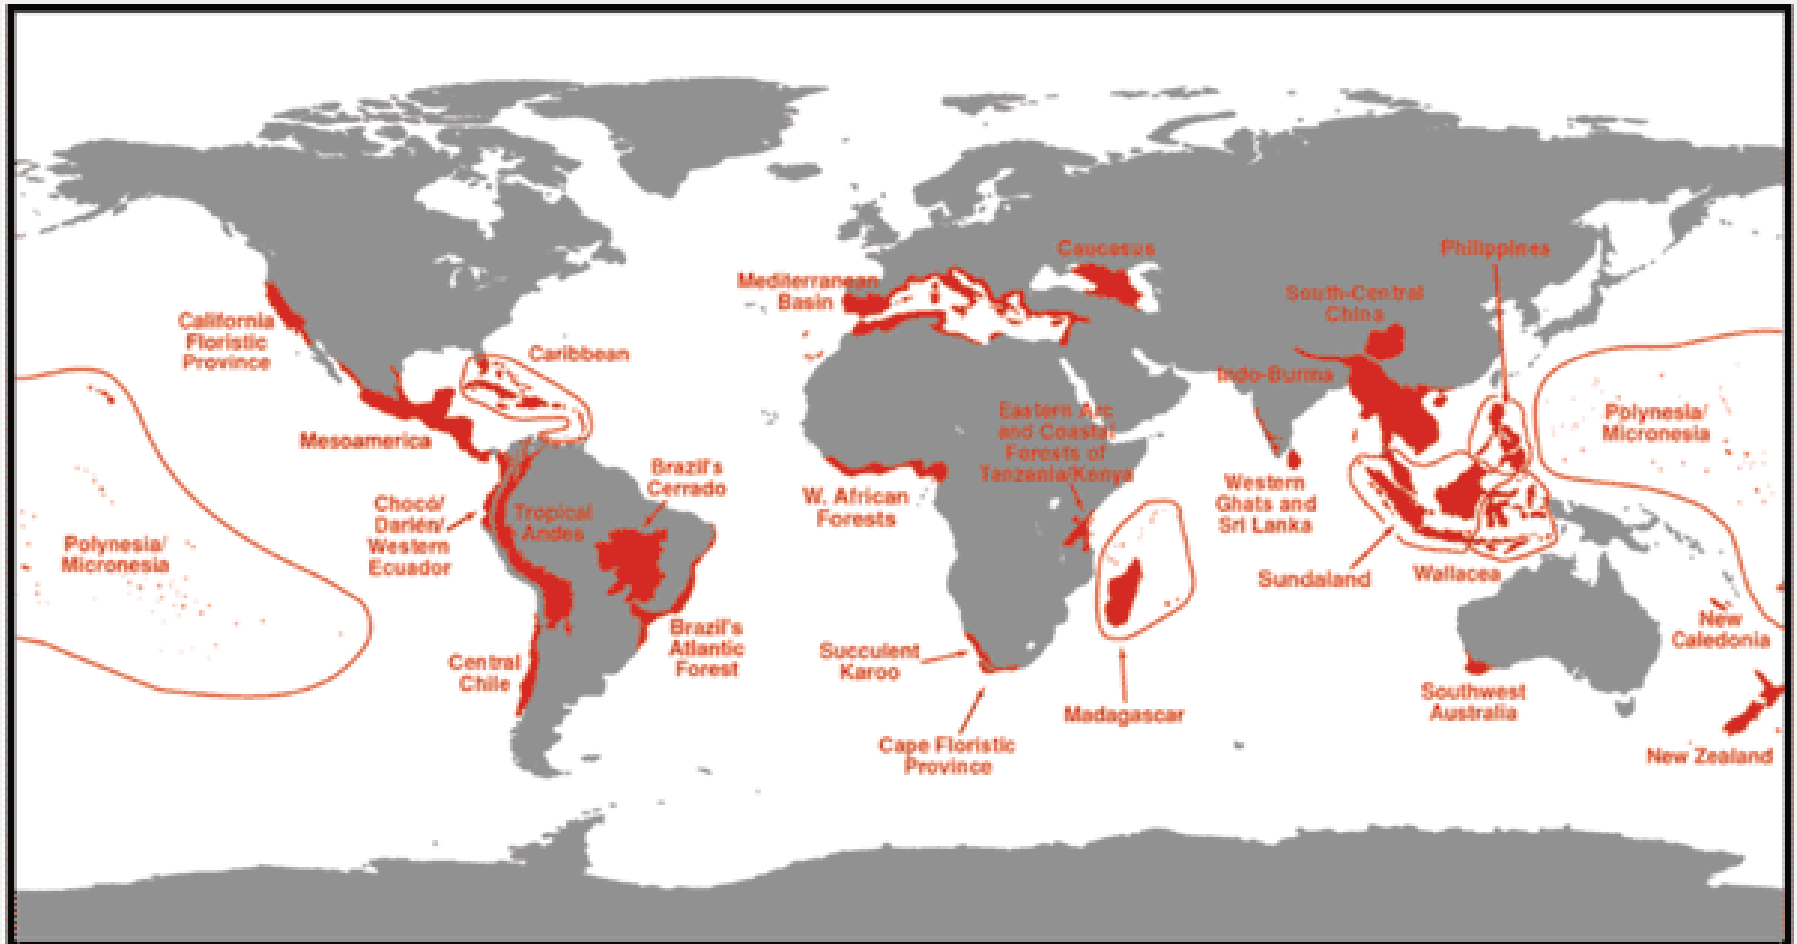 Caucasus
Philippines
Mediterranean
Basin
South-Central
China
California
Floristic
Province
Caribbean
Indo-Burma
Eastern Arc
and Coastal
Forests of
Tanzania/Kenya
Polynesia/
Micronesia
Mesoamerica
Brazil's
Cerrado
W. African
Forests
Western
Ghats and
Sri Lanka
Chocó/
Darién/
Western
Ecuador
Tropical
Andes
Polynesia/
Micronesia
Sundaland
Wallacea
New
Caledonia
Brazil's
Atlantic
Forest
Succulent
Karoo
Central
Chile
Madagascar
Southwest
Australia
Cape Floristic
Province
New Zealand